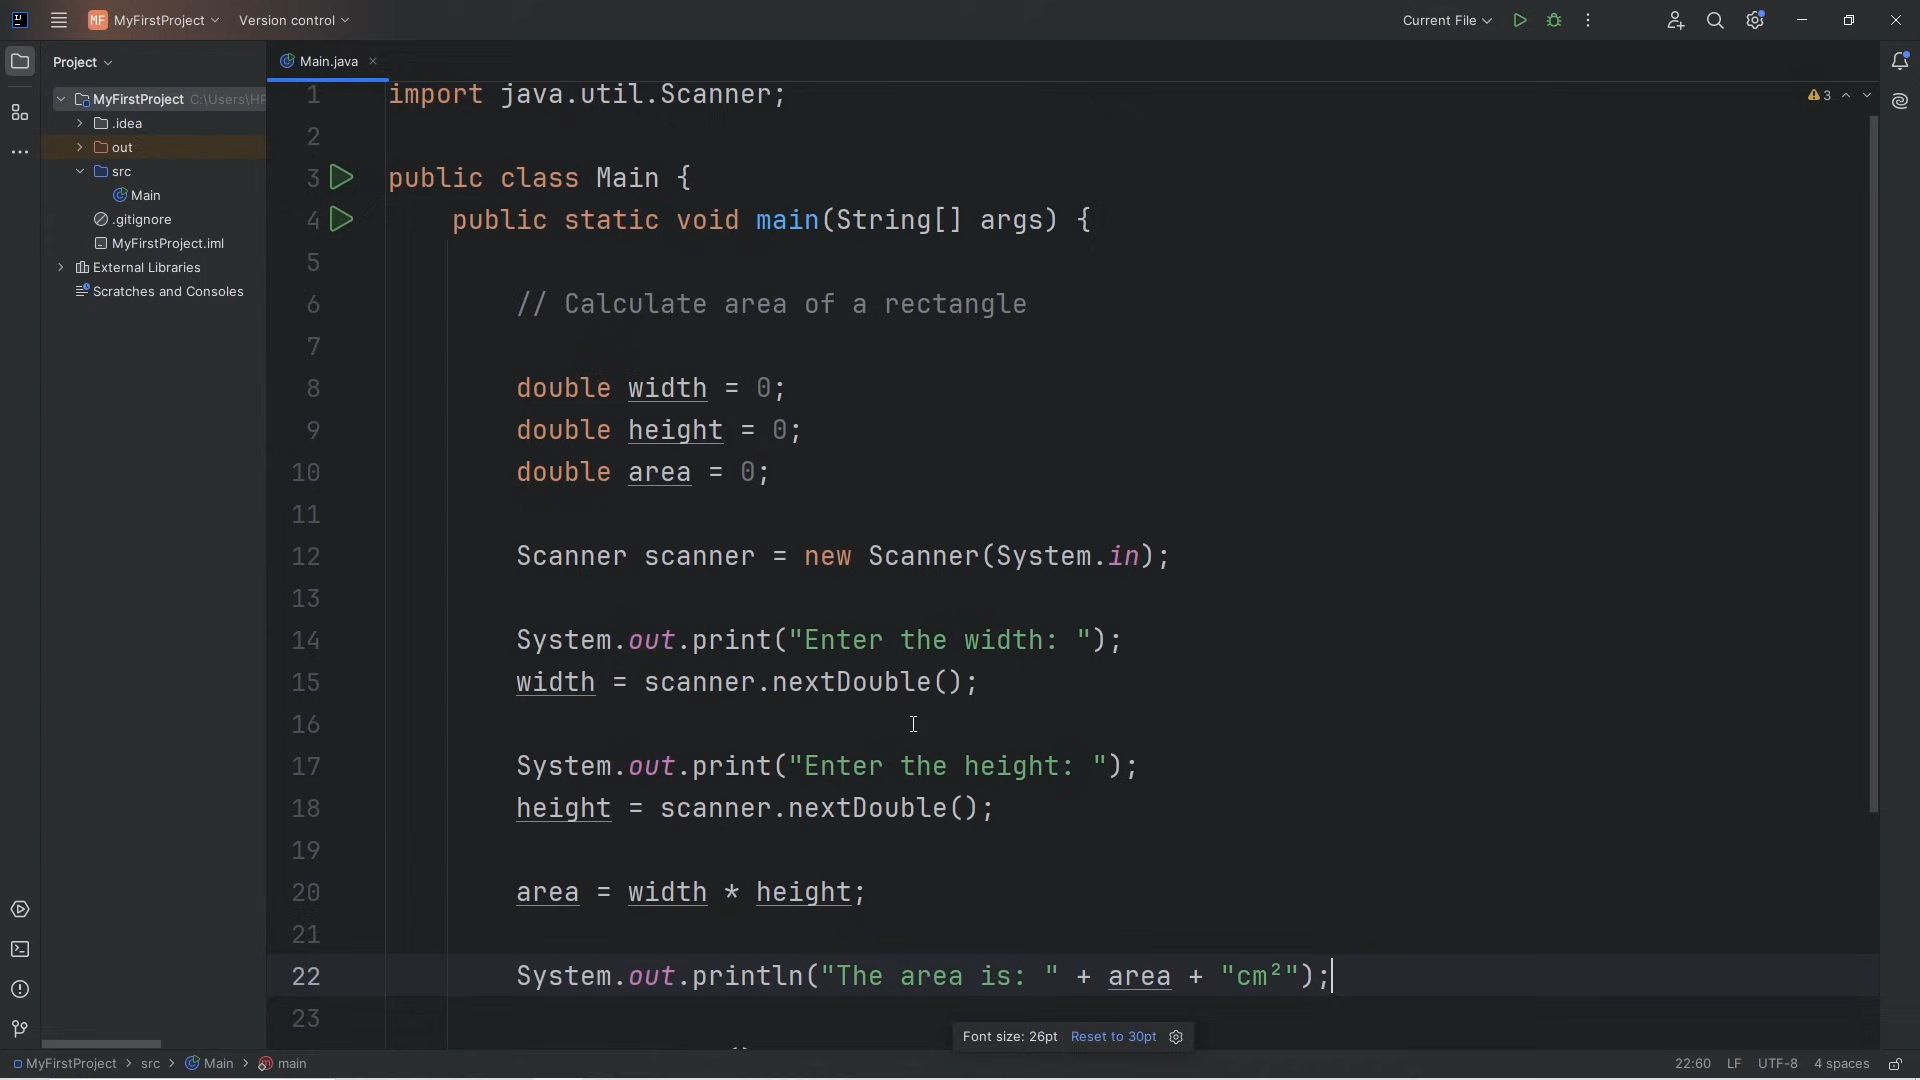 MF MyFirstProject Version control Current File
Project Main.java
MyFirstProject C:\Users\HP
.idea
out
src
Main
.gitignore
MyFirstProject.iml
External Libraries
Scratches and Consoles
3
1 import java.util.Scanner;
2
3 public class Main {
4 public static void main(String[] args) {
5
6 // Calculate area of a rectangle
7
8 double width = 0;
9 double height = 0;
10 double area = 0;
11
12 Scanner scanner = new Scanner(System.in);
13
14 System.out.print("Enter the width: ");
15 width = scanner.nextDouble();
16
17 System.out.print("Enter the height: ");
18 height = scanner.nextDouble();
19
20 area = width * height;
21
22 System.out.println("The area is: " + area + "cm²");
23
Font size: 26pt Reset to 30pt
MyFirstProject > src > Main > main 22:60 LF UTF-8 4 spaces